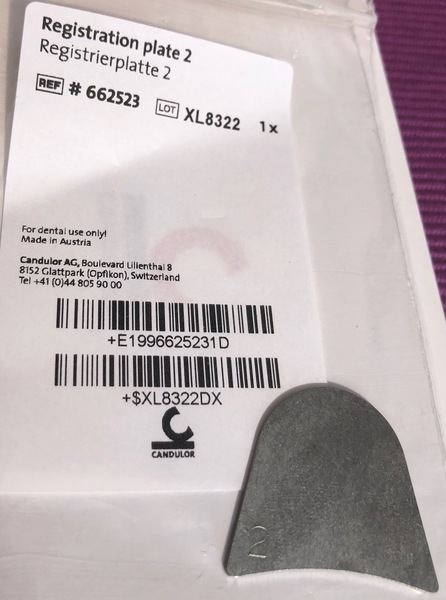 Registration plate 2
Registrierplatte 2
REF # 662523 LOT XL8322 1x
For dental use only!
Made in Austria
Candulor AG, Boulevard Lilienthal 8
8152 Glattpark (Opfikon), Switzerland
Tel +41 (0)44 805 90 00
+E1996625231D
+$XL8322DX
CANDULOR
2